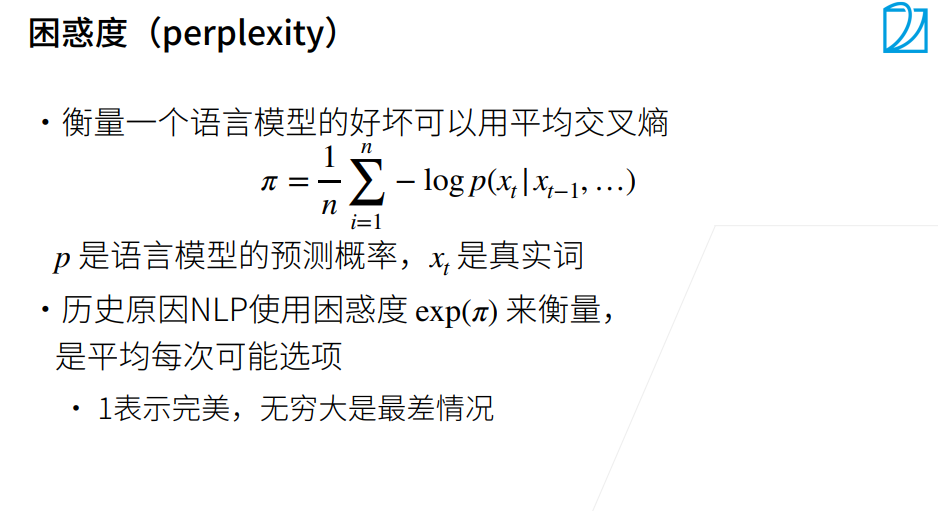 困惑度（perplexity）
• 衡量一个语言模型的好坏可以用平均交叉熵
π = \frac{1}{n} \sum_{i=1}^{n} − log p(x_t | x_{t−1}, …)
p 是语言模型的预测概率，x_t 是真实词
• 历史原因NLP使用困惑度 exp(π) 来衡量，
是平均每次可能选项
• 1表示完美，无穷大是最差情况